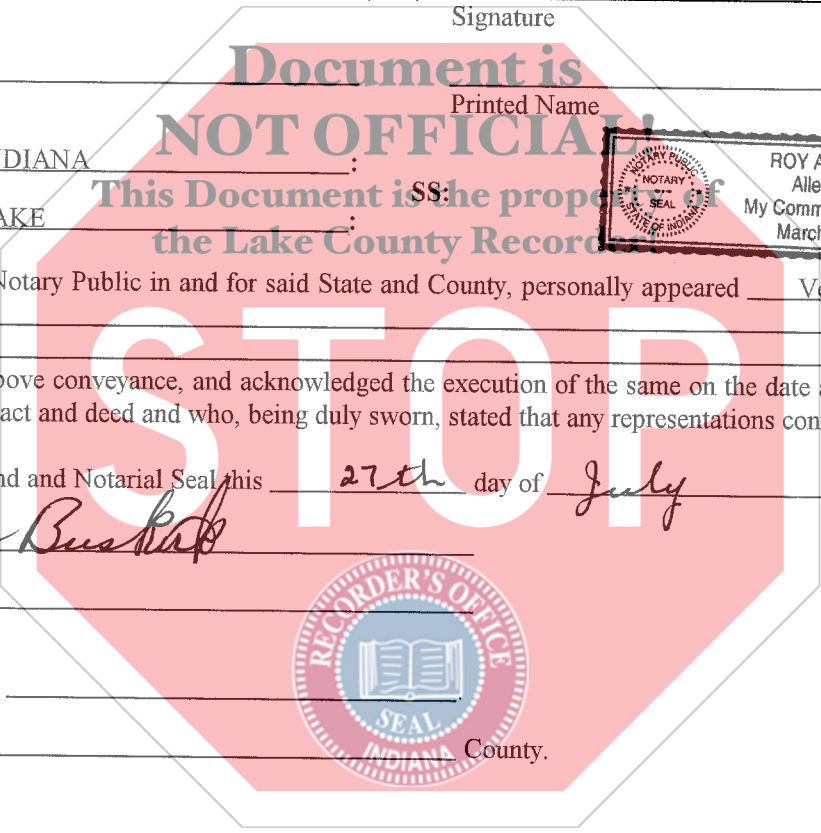 Signature
Document is
Printed Name
NOT OFFICIAL!
NDIANA :
This Document is the property of
SS:
AKE :
the Lake County Recorder!
NOTARY PUBLIC
NOTARY
SEAL
STATE OF INDIANA
ROY A
Alle
My Comm
March
Notary Public in and for said State and County, personally appeared Ve
STOP
bove conveyance, and acknowledged the execution of the same on the date a
act and deed and who, being duly sworn, stated that any representations con
nd and Notarial Seal this 27th day of July
Buskirk
RECORDER'S OFFICE
SEAL
INDIANA
County.